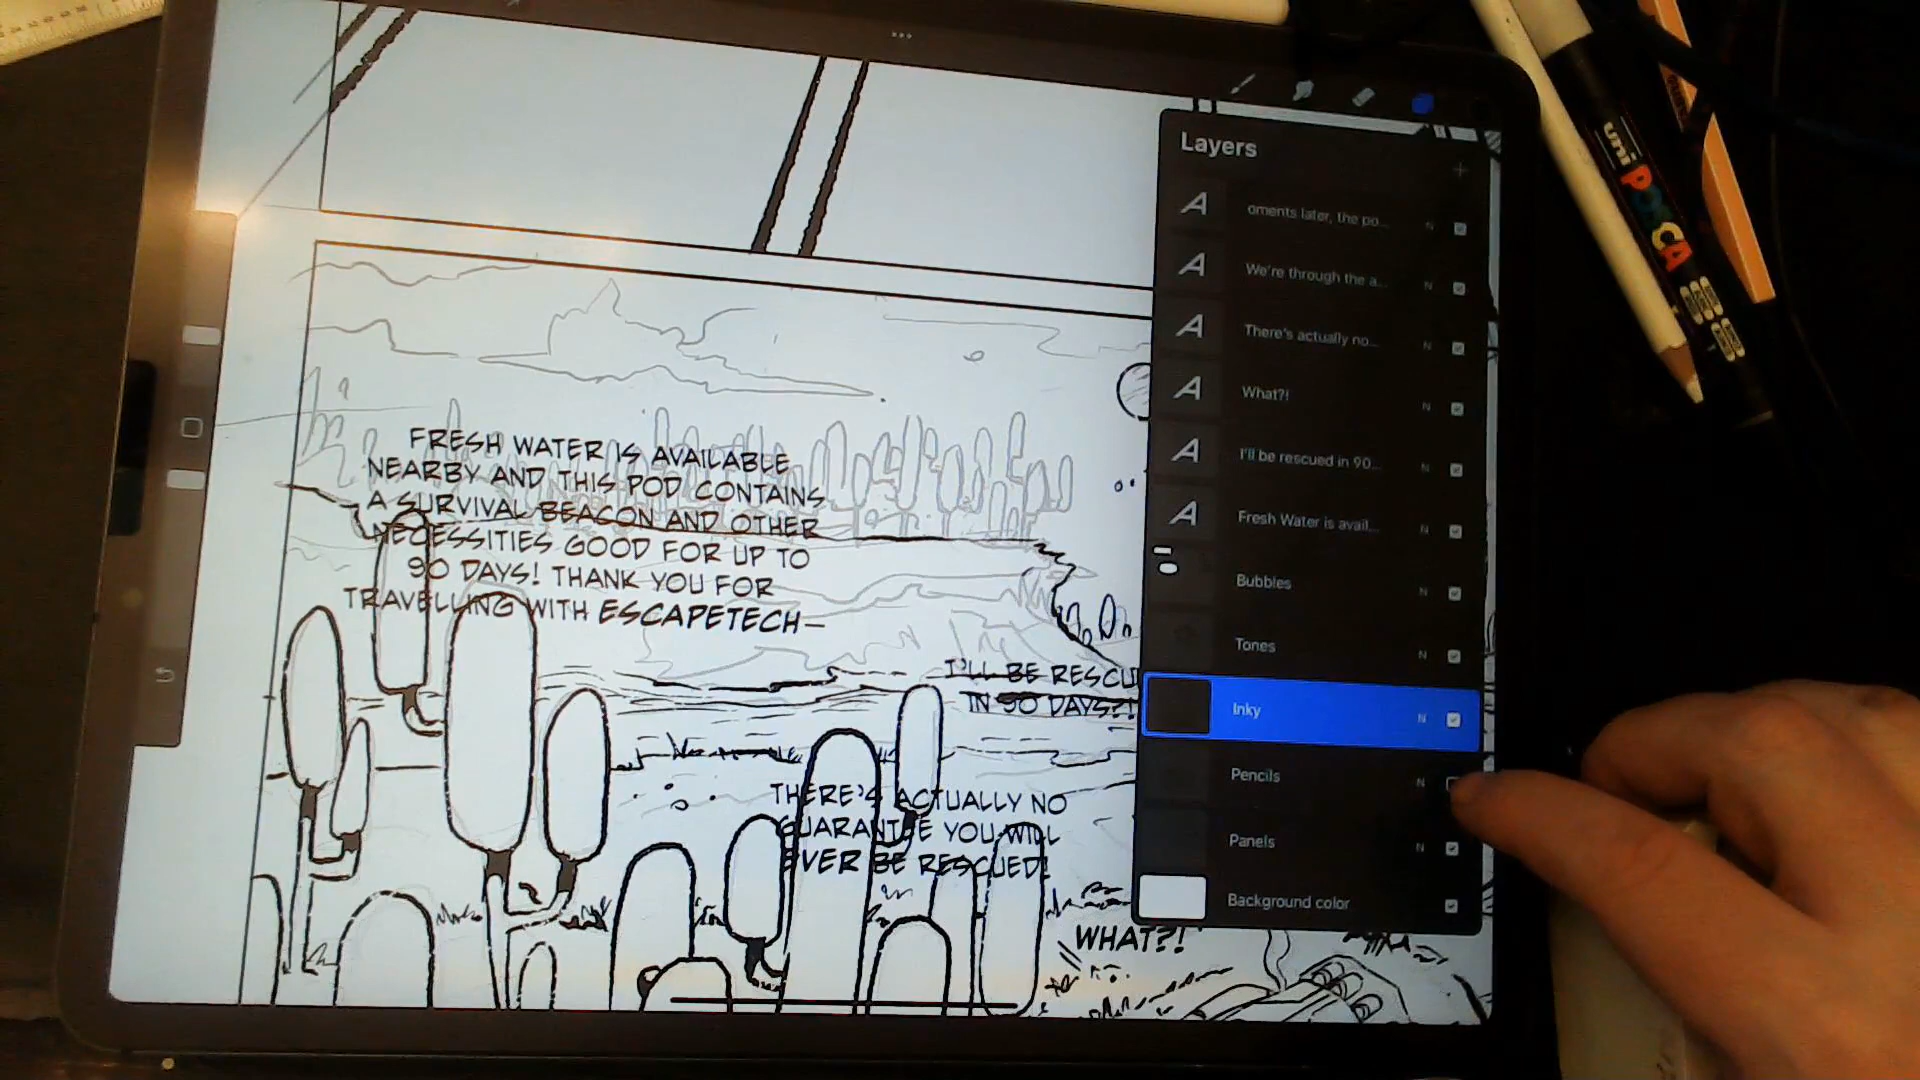 Layers
oments later, the po...
N
We're through the a...
N
There's actually no...
N
What?!
N
I'll be rescued in 90...
N
Fresh Water is avail...
N
Bubbles
N
Tones
N
Inky
N
Pencils
N
Panels
N
Background color
FRESH WATER IS AVAILABLE
NEARBY AND THIS POD CONTAINS
A SURVIVAL BEACON AND OTHER
NECESSITIES GOOD FOR UP TO
90 DAYS! THANK YOU FOR
TRAVELLING WITH ESCAPETECH—
I'LL BE RESCU
IN 90 DAYS?!
THERE'S ACTUALLY NO
GUARANTEE YOU WILL
EVER BE RESCUED!
WHAT?!
uni POSCA